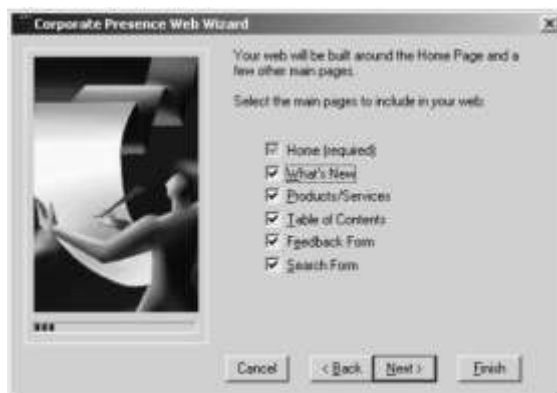 Corporate Presence Web Wizard
Your web will be built around the Home Page and a
few other main pages.
Select the main pages to include in your web:
Home (required)
What's New
Products/Services
Table of Contents
Feedback Form
Search Form
Cancel
< Back
Next >
Finish